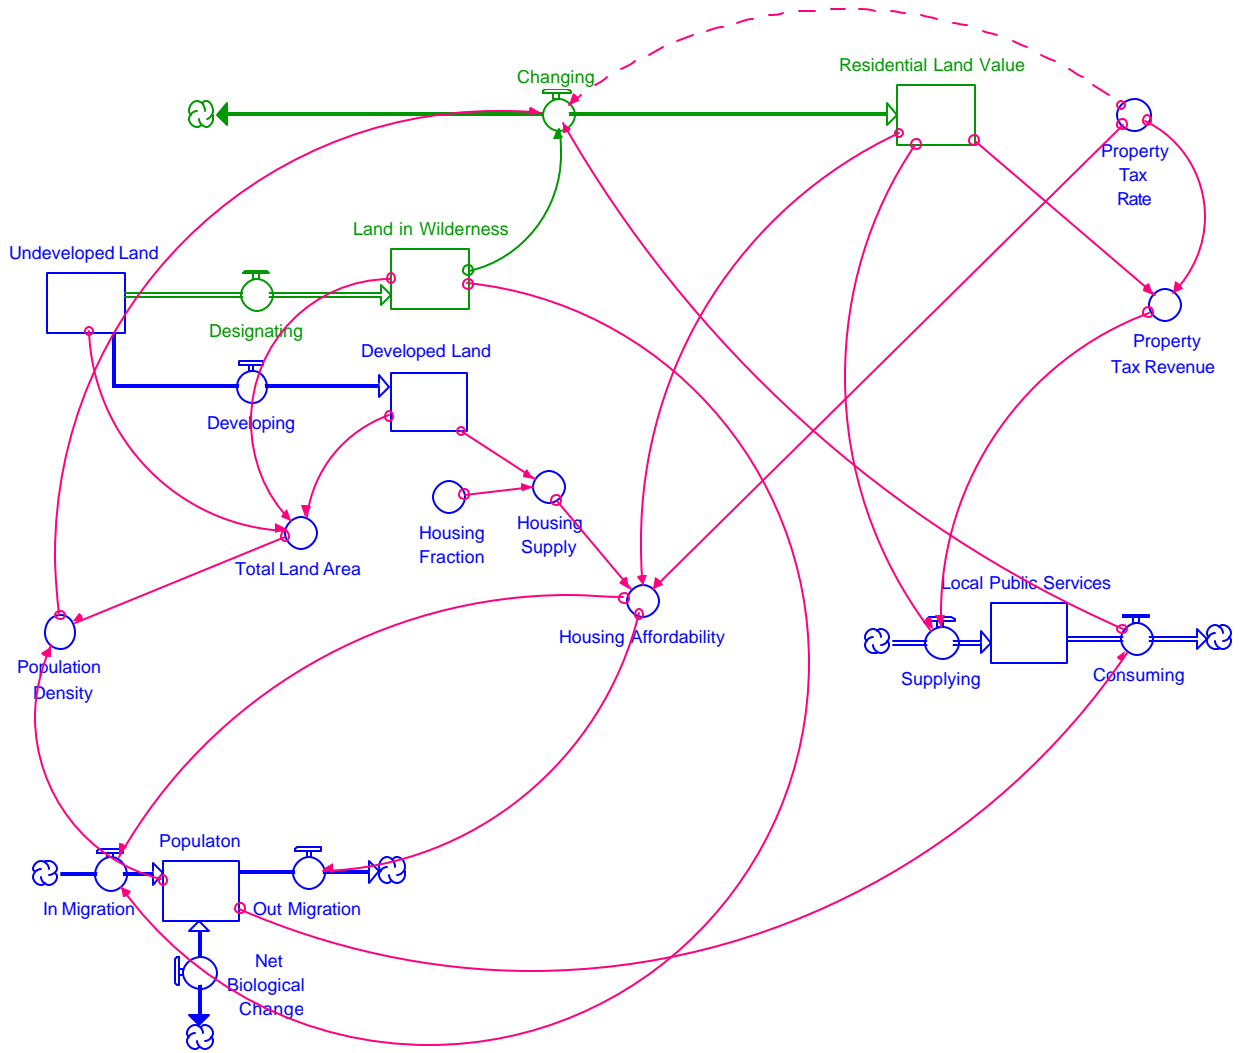 Residential Land Value
Changing
Property
Tax
Rate
Land in Wilderness
Undeveloped Land
Designating
Property
Tax Revenue
Developed Land
Developing
Housing
Fraction
Housing
Supply
Total Land Area
Local Public Services
Housing Affordability
Population
Density
Supplying
Consuming
Populaton
In Migration
Out Migration
Net
Biological
Change